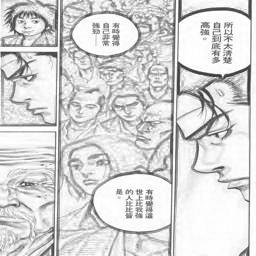 所以不太清楚
自己到底有多
高強。
有時覺得
自己非常
強勁……
有時覺得這
世上比我強
的人比比皆
是。